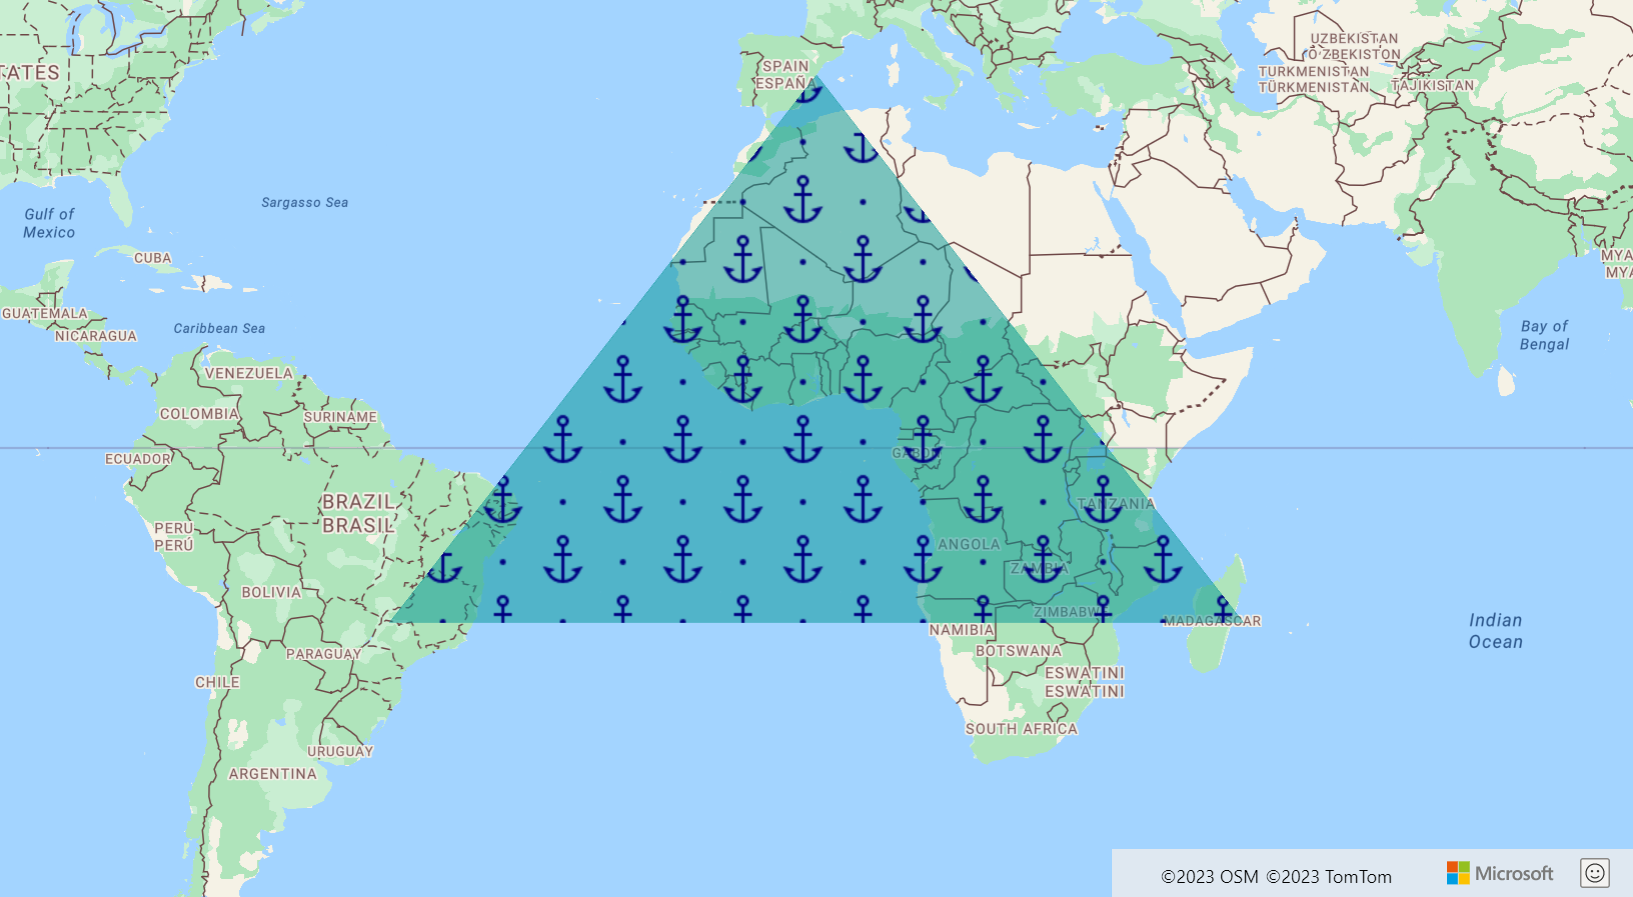 UZBEKISTAN
O'ZBEKISTON
TURKMENISTAN
TÜRKMENISTAN
TAJIKISTAN
SPAIN
ESPAÑA
TATES
Gulf of
Mexico
Sargasso Sea
CUBA
MYA
MYA
GUATEMALA
NICARAGUA
Caribbean Sea
Bay of
Bengal
VENEZUELA
COLOMBIA
SURINAME
ECUADOR
GABON
BRAZIL
BRASIL
PERU
PERÚ
TANZANIA
ANGOLA
ZAMBIA
BOLIVIA
ZIMBABW
MADAGASCAR
NAMIBIA
Indian
Ocean
PARAGUAY
BOTSWANA
CHILE
ESWATINI
ESWATINI
SOUTH AFRICA
URUGUAY
ARGENTINA
©2023 OSM ©2023 TomTom
Microsoft